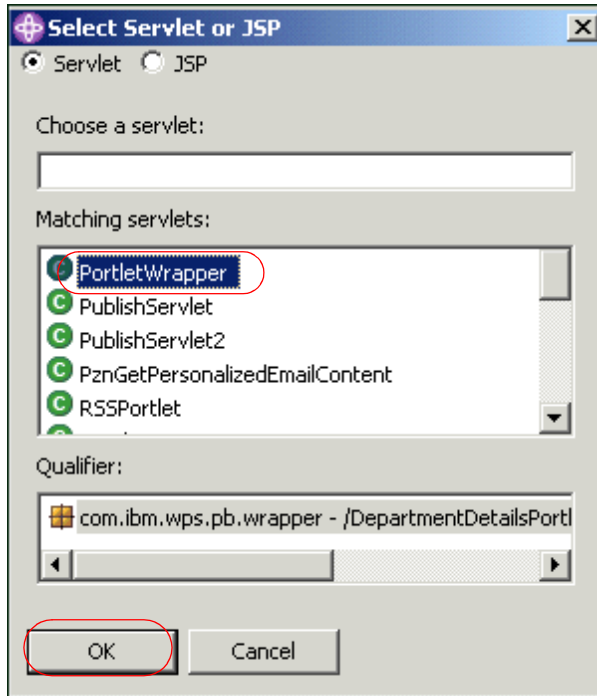 Select Servlet or JSP
Servlet JSP
Choose a servlet:
Matching servlets:
PortletWrapper
PublishServlet
PublishServlet2
PznGetPersonalizedEmailContent
RSSPortlet
Qualifier:
com.ibm.wps.pb.wrapper - /DepartmentDetailsPortl
OK Cancel